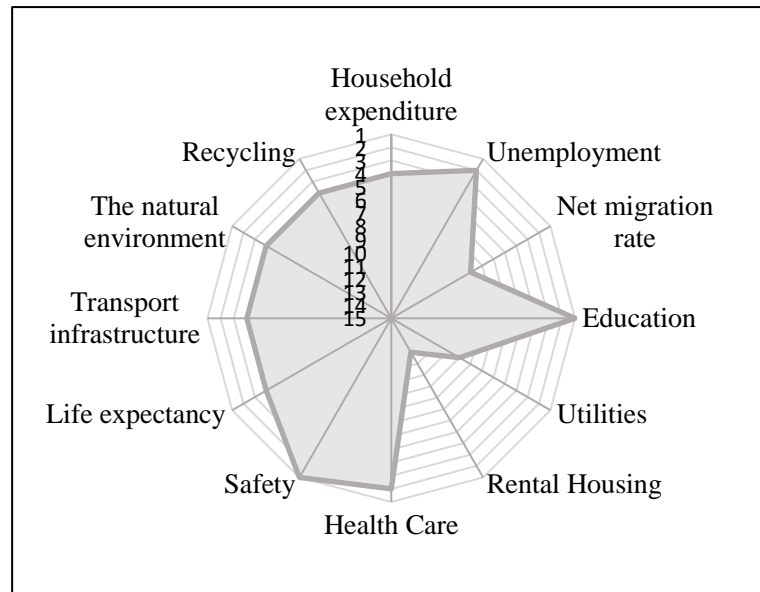 Household
expenditure
Unemployment
Net migration
rate
Education
Utilities
Rental Housing
Health Care
Safety
Life expectancy
Transport
infrastructure
The natural
environment
Recycling
1
2
3
4
5
6
7
8
9
10
11
12
13
14
15